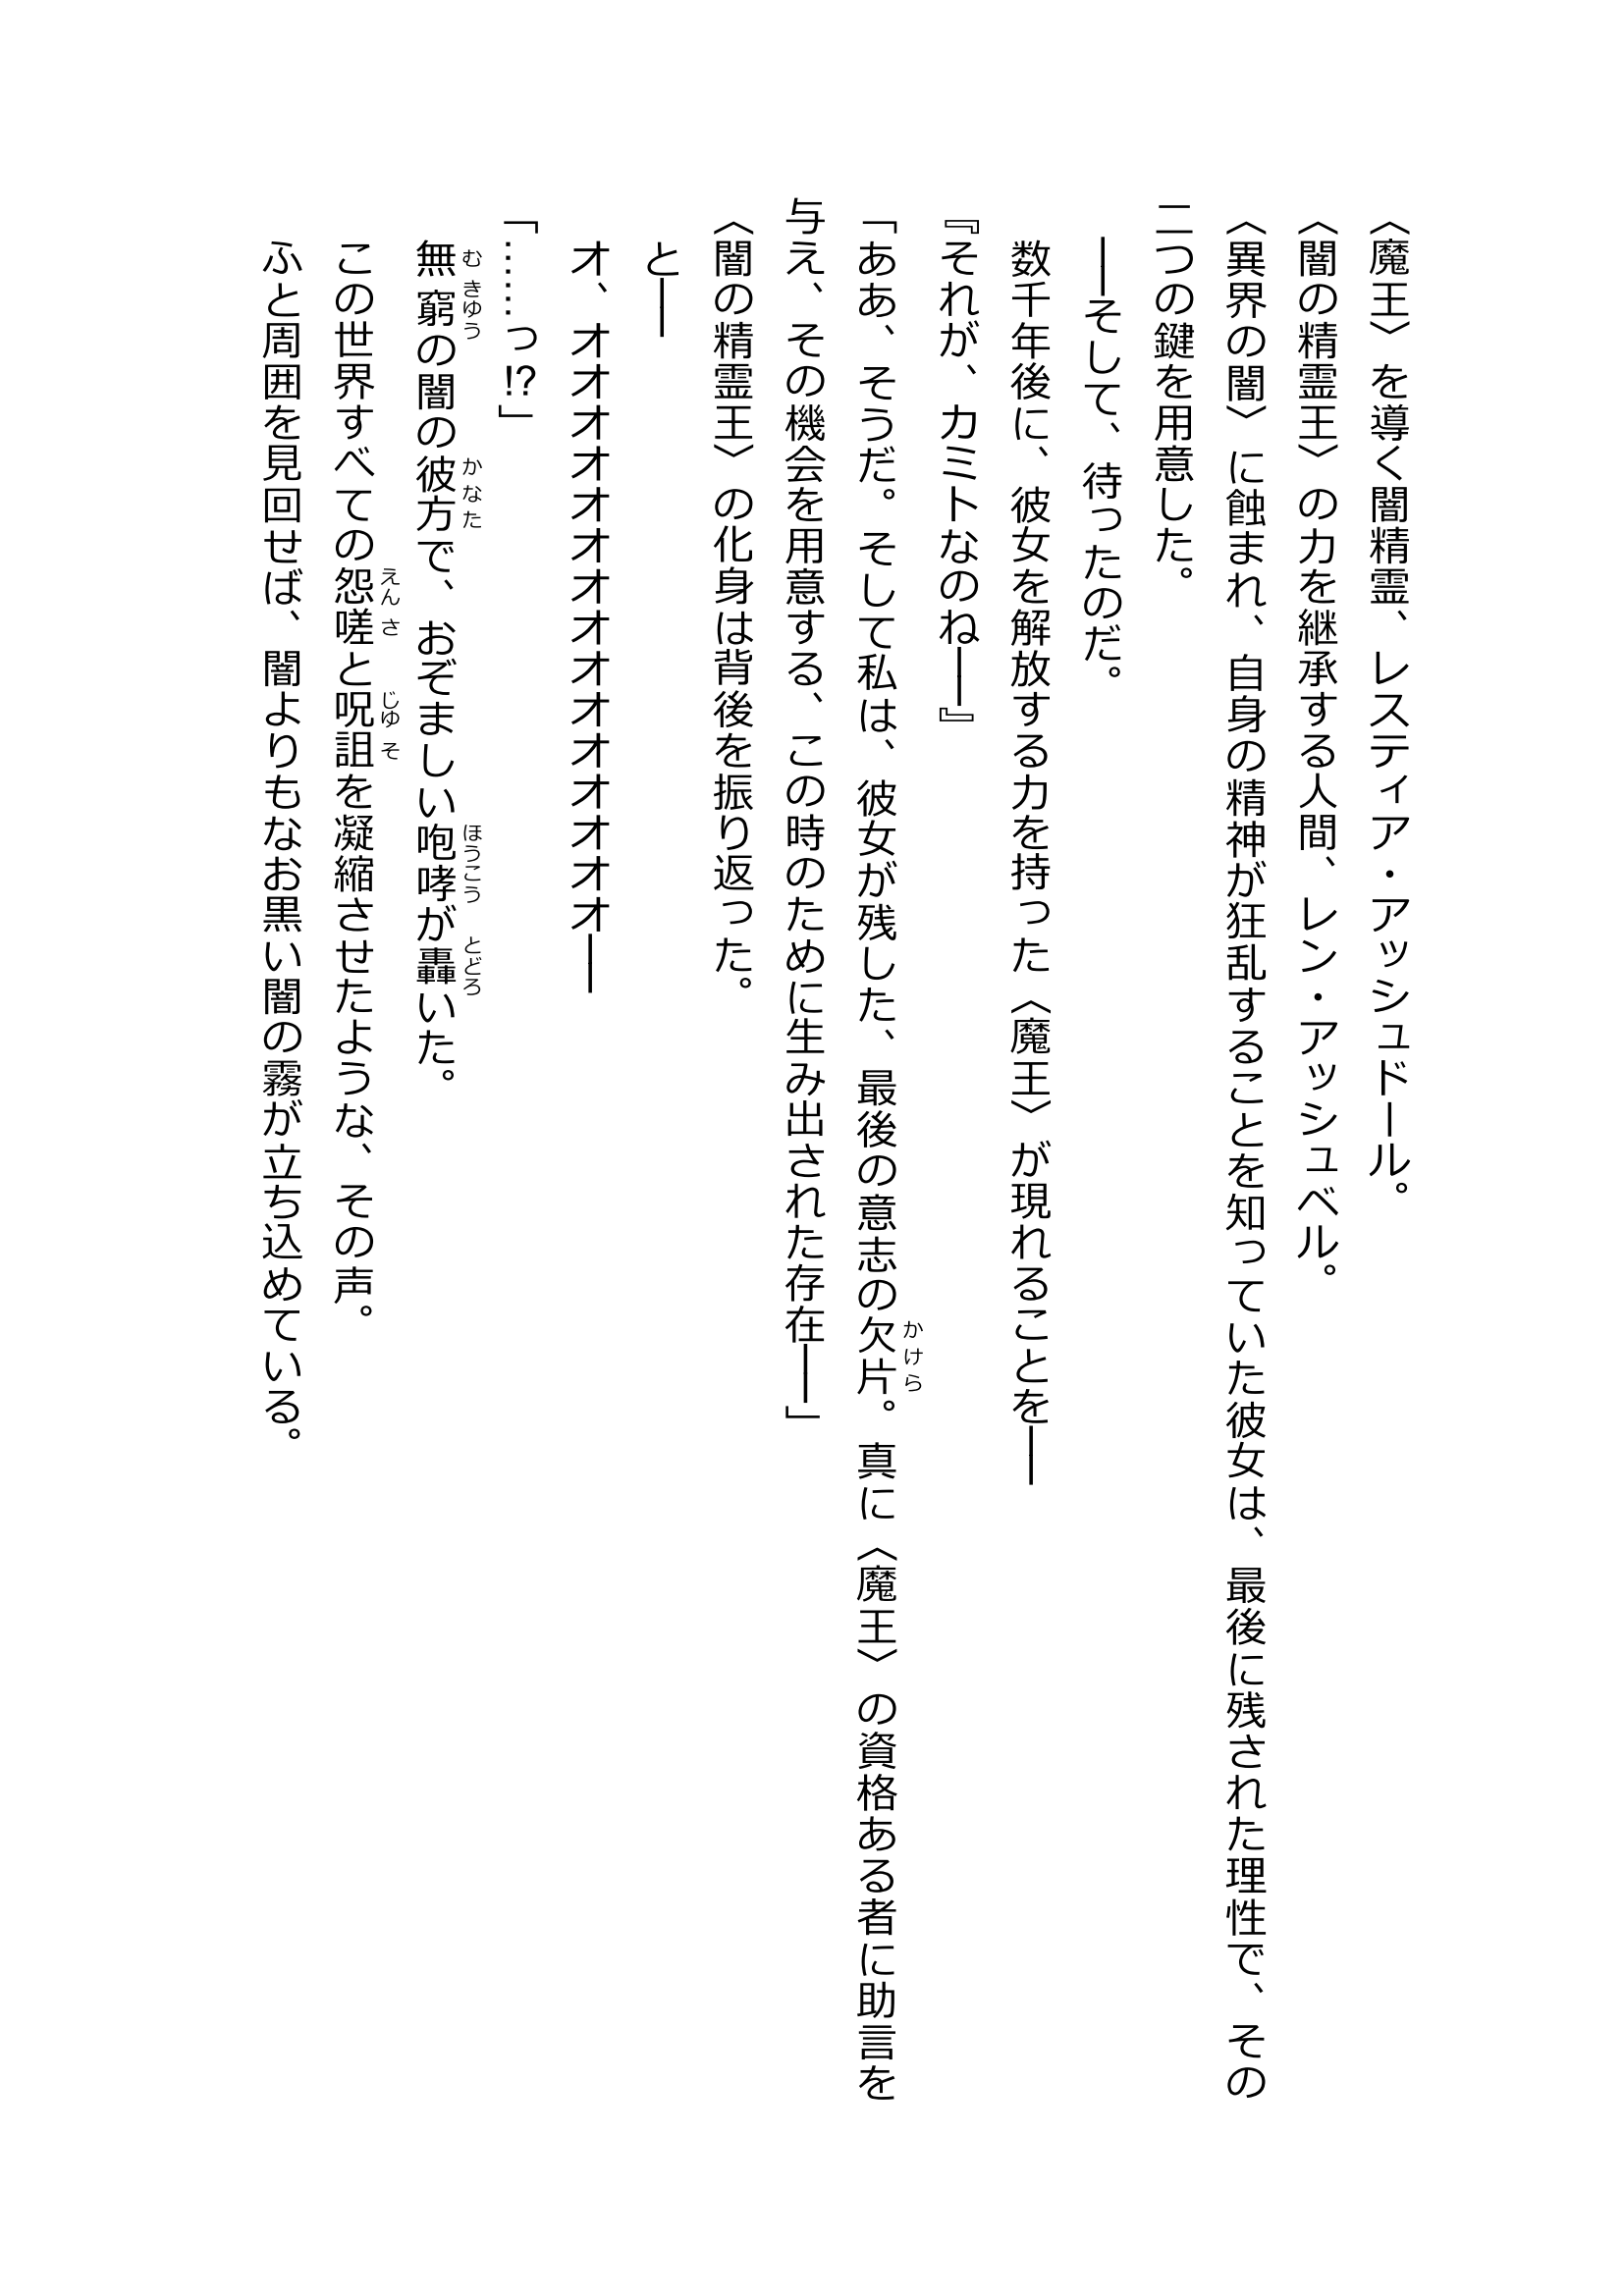 〈魔王〉を導く闇精霊、レスティア・アッシュドール。
〈闇の精霊王〉の力を継承する人間、レン・アッシュベル。
〈異界の闇〉に蝕まれ、自身の精神が狂乱することを知っていた彼女は、最後に残された理性で、その
二つの鍵を用意した。
――そして、待ったのだ。
数千年後に、彼女を解放する力を持った〈魔王〉が現れることを――
『それが、カミトなのね――』
「ああ、そうだ。そして私は、彼女が残した、最後の意志の欠片。真に〈魔王〉の資格ある者に助言を
与え、その機会を用意する、この時のために生み出された存在――」
〈闇の精霊王〉の化身は背後を振り返った。
と――
オ、オオオオオオオオオオオオオオオ――
「……っ⁉」
無窮の闇の彼方で、おぞましい咆哮が轟いた。
この世界すべての怨嗟と呪詛を凝縮させたような、その声。
ふと周囲を見回せば、闇よりもなお黒い闇の霧が立ち込めている。